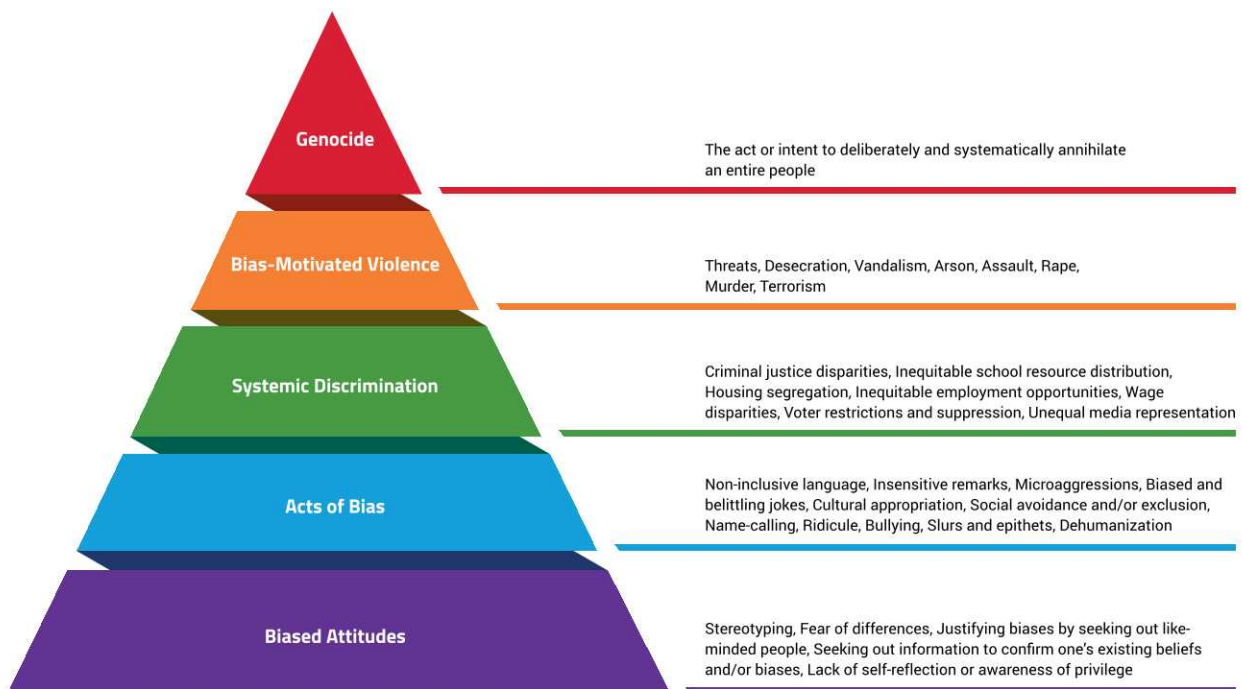 Genocide
The act or intent to deliberately and systematically annihilate
an entire people
Bias-Motivated Violence
Threats, Desecration, Vandalism, Arson, Assault, Rape,
Murder, Terrorism
Systemic Discrimination
Criminal justice disparities, Inequitable school resource distribution,
Housing segregation, Inequitable employment opportunities, Wage
disparities, Voter restrictions and suppression, Unequal media representation
Acts of Bias
Non-inclusive language, Insensitive remarks, Microaggressions, Biased and
belittling jokes, Cultural appropriation, Social avoidance and/or exclusion,
Name-calling, Ridicule, Bullying, Slurs and epithets, Dehumanization
Biased Attitudes
Stereotyping, Fear of differences, Justifying biases by seeking out like-
minded people, Seeking out information to confirm one’s existing beliefs
and/or biases, Lack of self-reflection or awareness of privilege